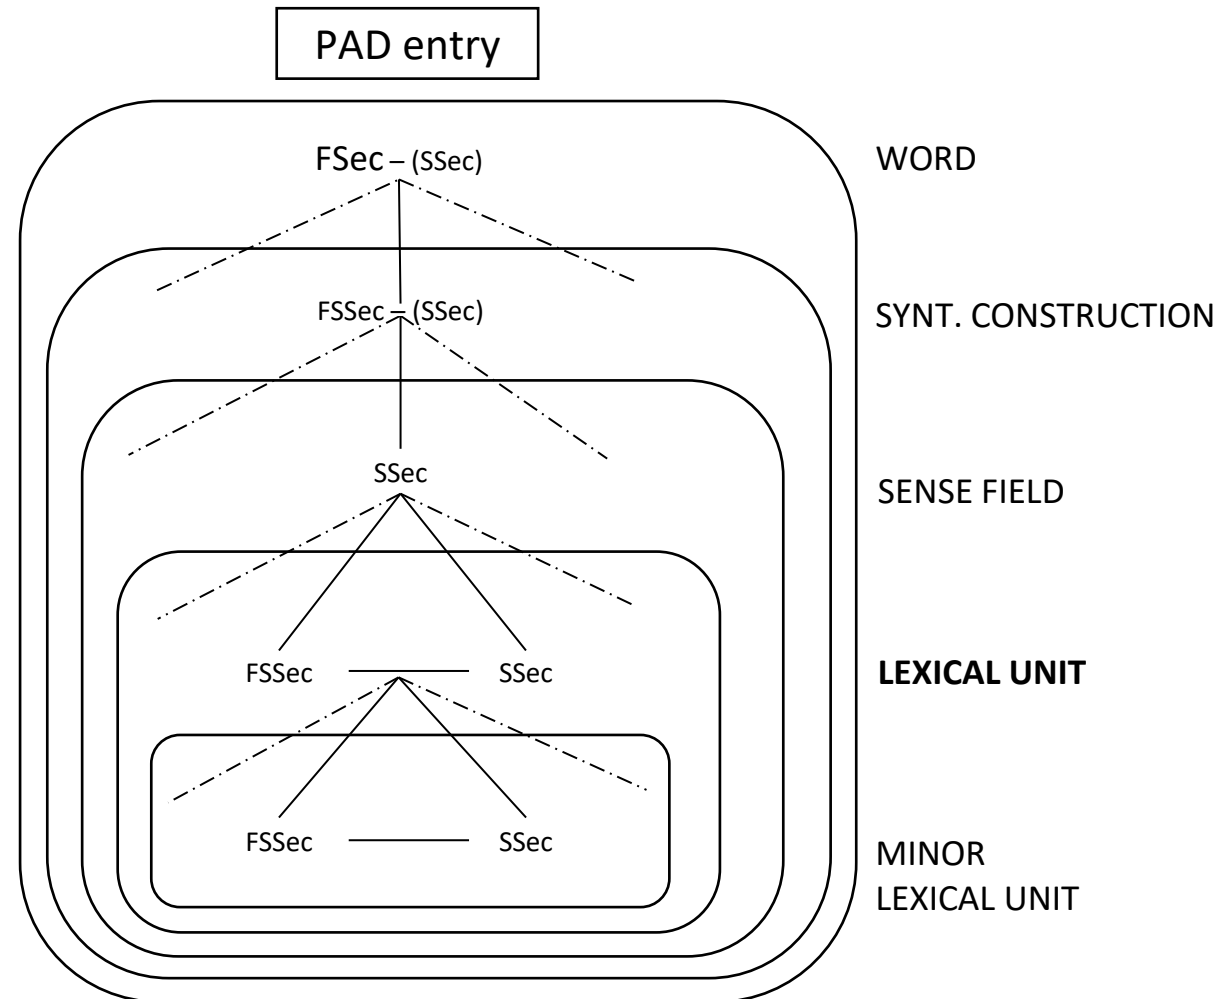 PAD entry
FSec – (SSec)
WORD
FSSec – (SSec)
SYNT. CONSTRUCTION
SSec
SENSE FIELD
FSSec
SSec
LEXICAL UNIT
FSSec
SSec
MINOR
LEXICAL UNIT